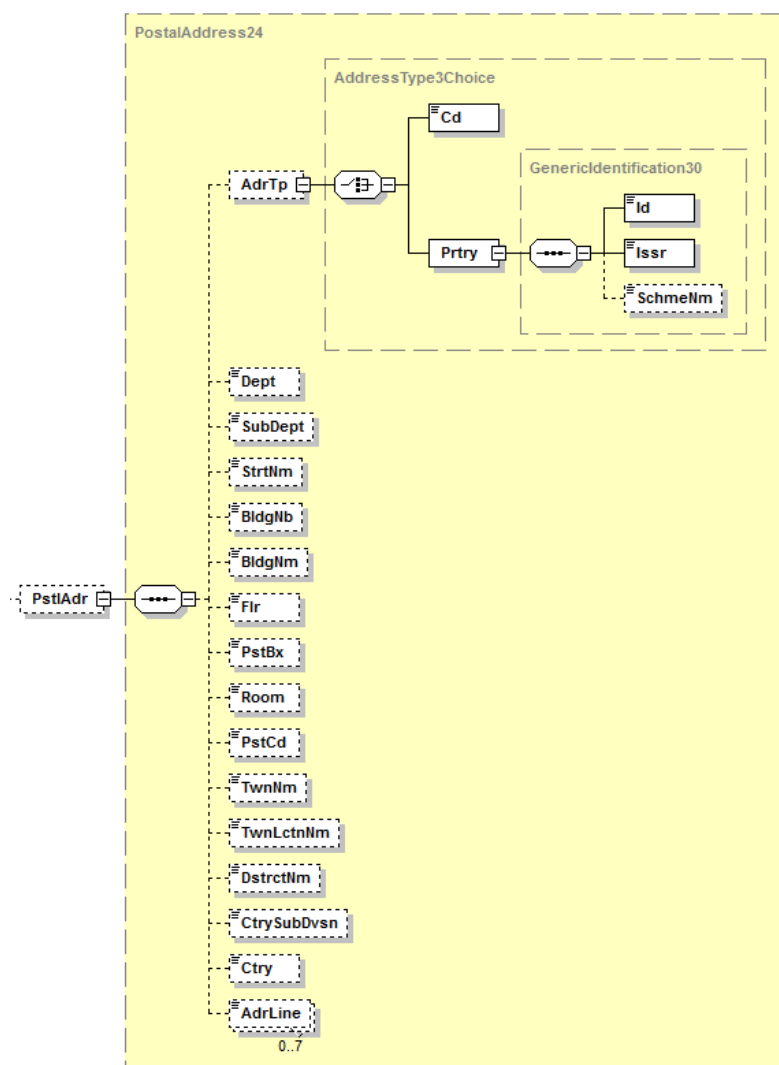 PostalAddress24
AddressType3Choice
Cd
GenericIdentification30
AdrTp
Id
Prtry
Issr
SchmeNm
Dept
SubDept
StrtNm
BldgNb
BldgNm
PstlAdr
Flr
PstBx
Room
PstCd
TwnNm
TwnLctnNm
DstrctNm
CtrySubDvsn
Ctry
AdrLine
0..7